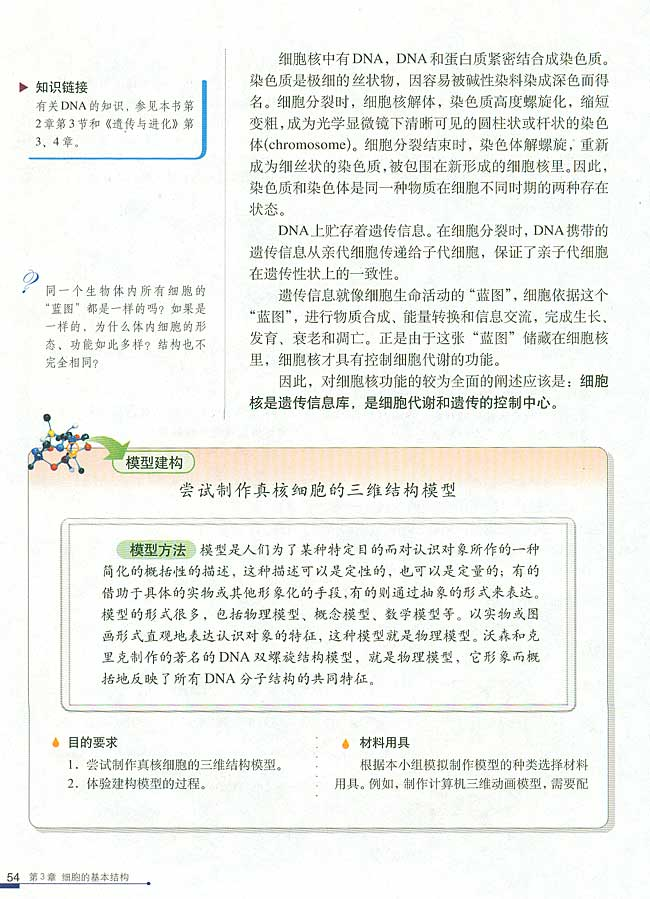 知识链接
有关DNA的知识，参见本书第
2章第3节和《遗传与进化》第
3、4章。
细胞核中有DNA，DNA和蛋白质紧密结合成染色质。
染色质是极细的丝状物，因容易被碱性染料染成深色而得
名。细胞分裂时，细胞核解体，染色质高度螺旋化，缩短
变粗，成为光学显微镜下清晰可见的圆柱状或杆状的染色
体(chromosome)。细胞分裂结束时，染色体解螺旋，重新
成为细丝状的染色质，被包围在新形成的细胞核里。因此，
染色质和染色体是同一种物质在细胞不同时期的两种存在
状态。
DNA上贮存着遗传信息。在细胞分裂时，DNA携带的
遗传信息从亲代细胞传递给子代细胞，保证了亲子代细胞
在遗传性状上的一致性。
?
同一个生物体内所有细胞的
“蓝图”都是一样的吗？如果是
一样的，为什么体内细胞的形
态、功能如此多样？结构也不
完全相同？
遗传信息就像细胞生命活动的“蓝图”，细胞依据这个
“蓝图”，进行物质合成、能量转换和信息交流，完成生长、
发育、衰老和凋亡。正是由于这张“蓝图”储藏在细胞核
里，细胞核才具有控制细胞代谢的功能。
因此，对细胞核功能的较为全面的阐述应该是：细胞
核是遗传信息库，是细胞代谢和遗传的控制中心。
模型建构
尝试制作真核细胞的三维结构模型
模型方法 模型是人们为了某种特定目的而对认识对象所作的一种
简化的概括性的描述，这种描述可以是定性的，也可以是定量的；有的
借助于具体的实物或其他形象化的手段，有的则通过抽象的形式来表达。
模型的形式很多，包括物理模型、概念模型、数学模型等。以实物或图
画形式直观地表达认识对象的特征，这种模型就是物理模型。沃森和克
里克制作的著名的DNA双螺旋结构模型，就是物理模型，它形象而概
括地反映了所有DNA分子结构的共同特征。
目的要求
1．尝试制作真核细胞的三维结构模型。
2．体验建构模型的过程。
材料用具
根据本小组模拟制作模型的种类选择材料
用具。例如，制作计算机三维动画模型，需要配
54 第3章 细胞的基本结构